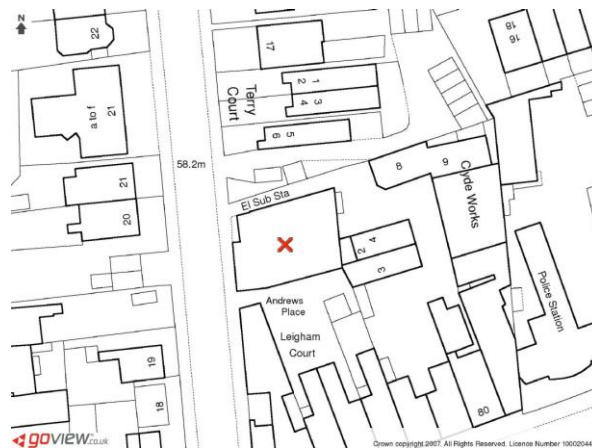 N
22
17
16
16
Terry
Court
2
1
4
3
6
5
a to f
21
58.2m
21
20
8
9
Clyde Works
El Sub Sta
2
4
3
Police Station
Andrews
Place
Leigham
Court
19
18
80
goview.co.uk
Crown copyright 2007. All Rights Reserved. Licence Number 10002044